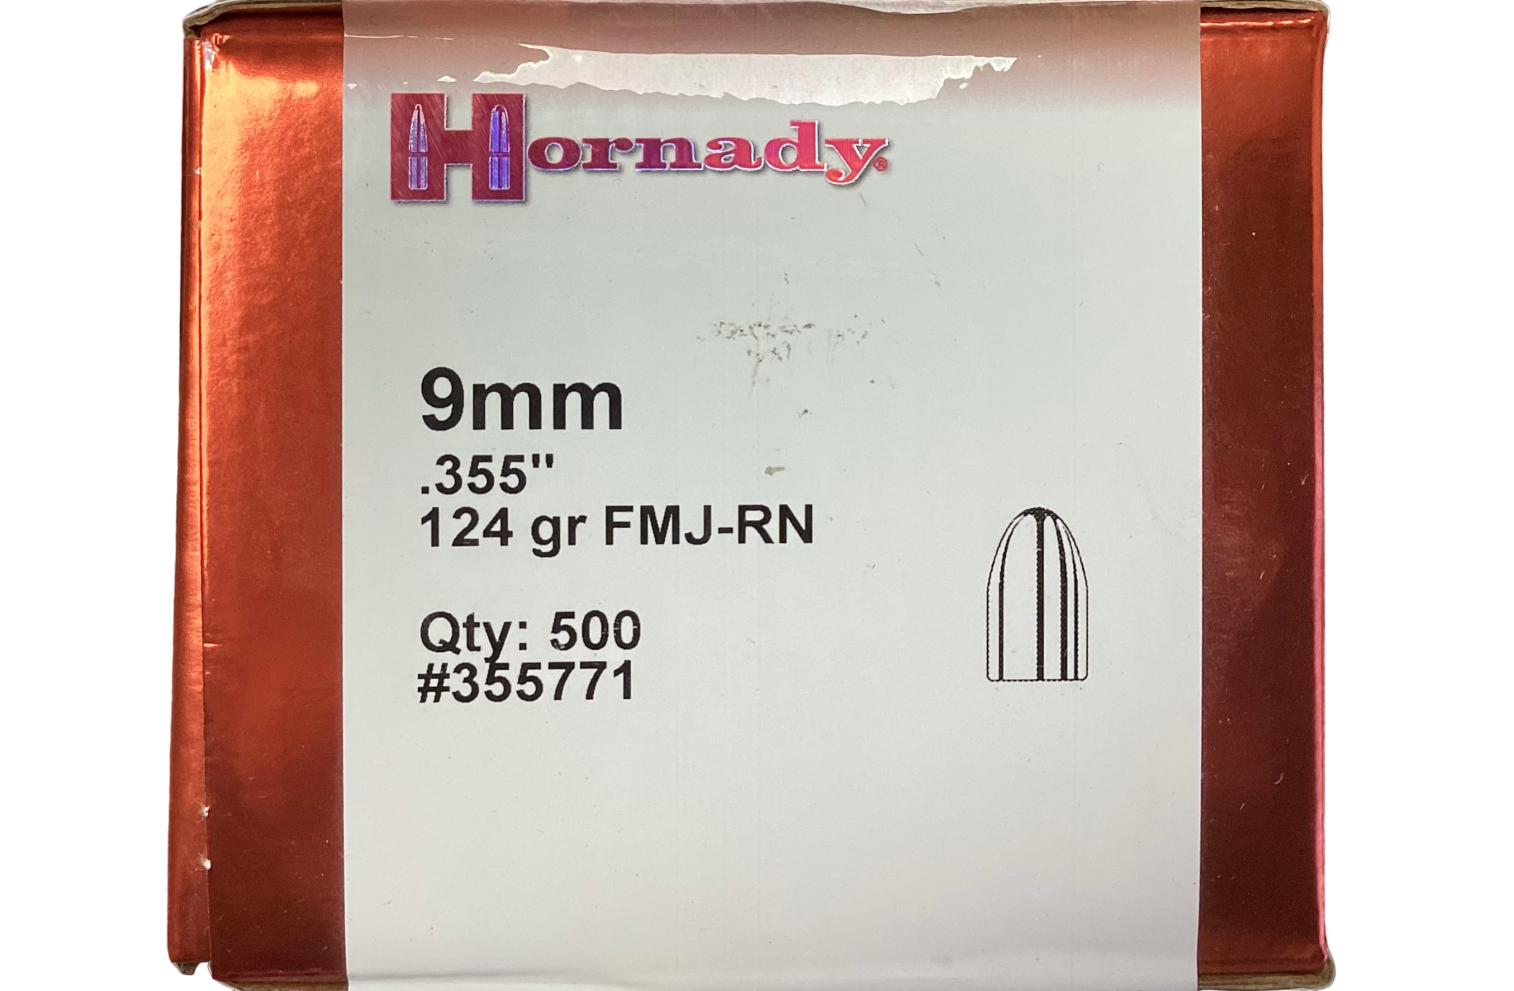 Hornady®
9mm
.355"
124 gr FMJ-RN
Qty: 500
#355771